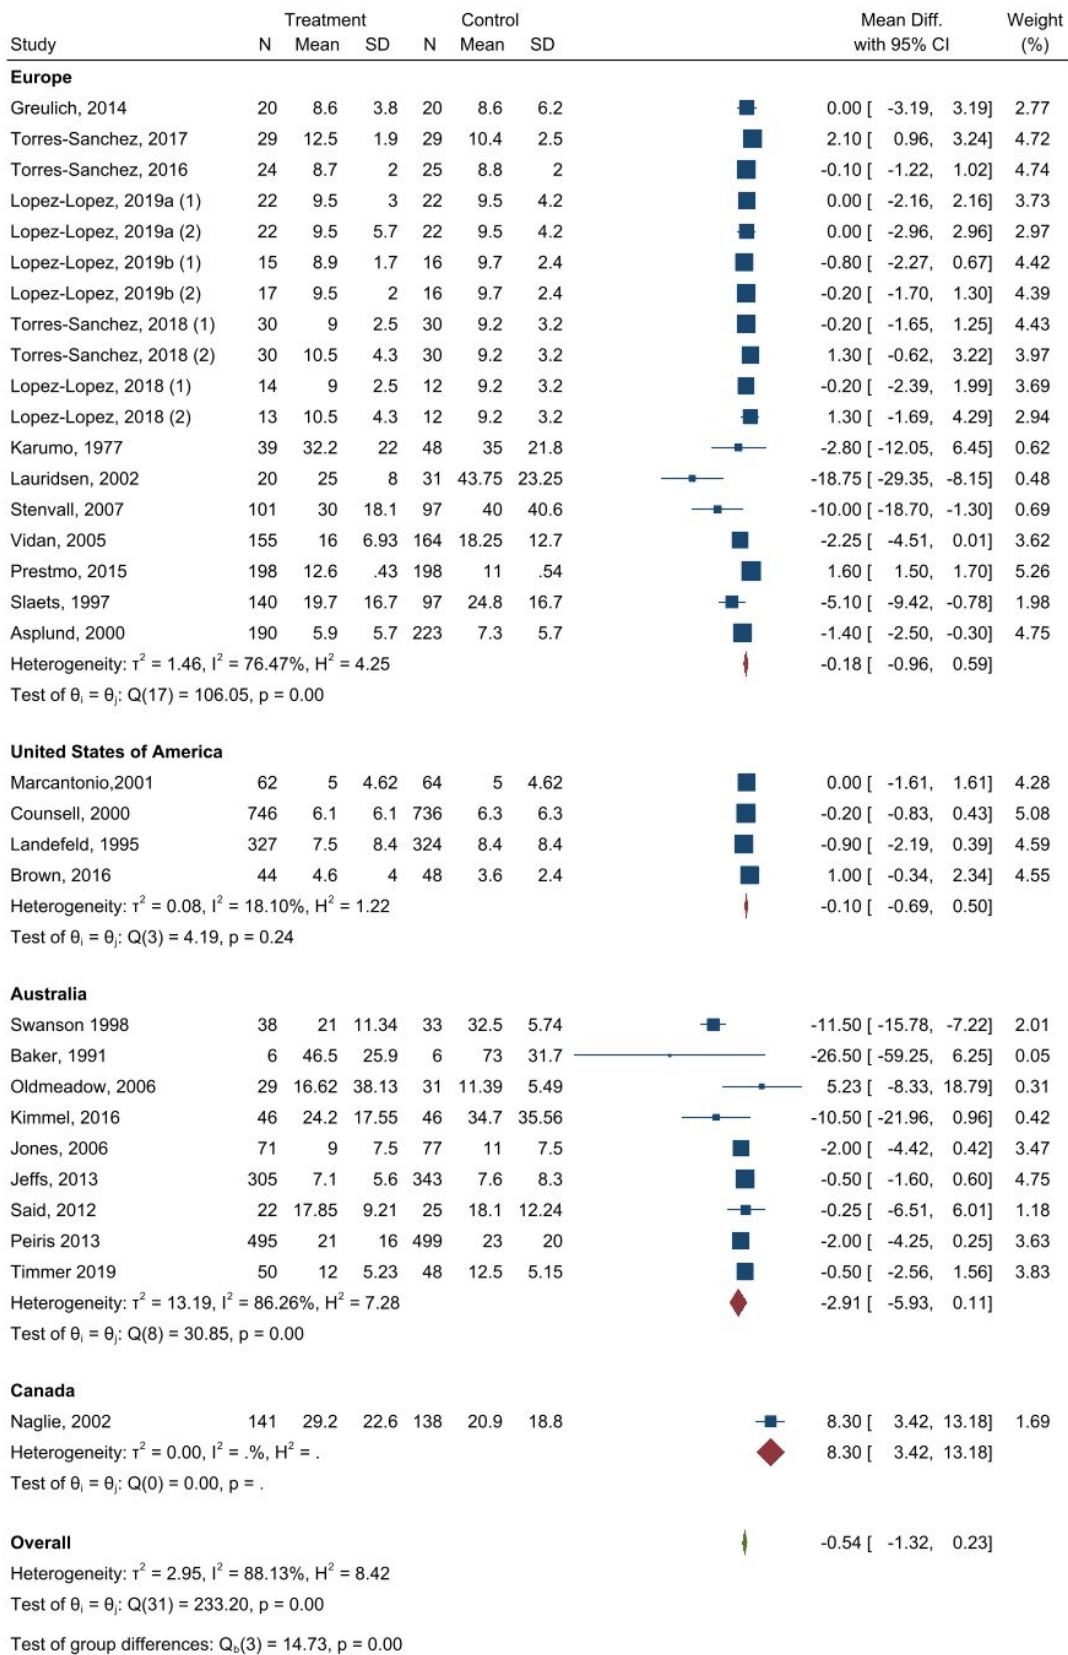 Treatment Control Mean Diff. Weight
Study N Mean SD N Mean SD with 95% CI (%)
Europe
Greulich, 2014 20 8.6 3.8 20 8.6 6.2 0.00 [ -3.19, 3.19] 2.77
Torres-Sanchez, 2017 29 12.5 1.9 29 10.4 2.5 2.10 [ 0.96, 3.24] 4.72
Torres-Sanchez, 2016 24 8.7 2 25 8.8 2 -0.10 [ -1.22, 1.02] 4.74
Lopez-Lopez, 2019a (1) 22 9.5 3 22 9.5 4.2 0.00 [ -2.16, 2.16] 3.73
Lopez-Lopez, 2019a (2) 22 9.5 5.7 22 9.5 4.2 0.00 [ -2.96, 2.96] 2.97
Lopez-Lopez, 2019b (1) 15 8.9 1.7 16 9.7 2.4 -0.80 [ -2.27, 0.67] 4.42
Lopez-Lopez, 2019b (2) 17 9.5 2 16 9.7 2.4 -0.20 [ -1.70, 1.30] 4.39
Torres-Sanchez, 2018 (1) 30 9 2.5 30 9.2 3.2 -0.20 [ -1.65, 1.25] 4.43
Torres-Sanchez, 2018 (2) 30 10.5 4.3 30 9.2 3.2 1.30 [ -0.62, 3.22] 3.97
Lopez-Lopez, 2018 (1) 14 9 2.5 12 9.2 3.2 -0.20 [ -2.39, 1.99] 3.69
Lopez-Lopez, 2018 (2) 13 10.5 4.3 12 9.2 3.2 1.30 [ -1.69, 4.29] 2.94
Karumo, 1977 39 32.2 22 48 35 21.8 -2.80 [ -12.05, 6.45] 0.62
Lauridsen, 2002 20 25 8 31 43.75 23.25 -18.75 [ -29.35, -8.15] 0.48
Stenvall, 2007 101 30 18.1 97 40 40.6 -10.00 [ -18.70, -1.30] 0.69
Vidan, 2005 155 16 6.93 164 18.25 12.7 -2.25 [ -4.51, 0.01] 3.62
Prestmo, 2015 198 12.6 .43 198 11 .54 1.60 [ 1.50, 1.70] 5.26
Slaets, 1997 140 19.7 16.7 97 24.8 16.7 -5.10 [ -9.42, -0.78] 1.98
Asplund, 2000 190 5.9 5.7 223 7.3 5.7 -1.40 [ -2.50, -0.30] 4.75
Heterogeneity: τ² = 1.46, I² = 76.47%, H² = 4.25 -0.18 [ -0.96, 0.59]
Test of θᵢ = θⱼ: Q(17) = 106.05, p = 0.00
United States of America
Marcantonio,2001 62 5 4.62 64 5 4.62 0.00 [ -1.61, 1.61] 4.28
Counsell, 2000 746 6.1 6.1 736 6.3 6.3 -0.20 [ -0.83, 0.43] 5.08
Landefeld, 1995 327 7.5 8.4 324 8.4 8.4 -0.90 [ -2.19, 0.39] 4.59
Brown, 2016 44 4.6 4 48 3.6 2.4 1.00 [ -0.34, 2.34] 4.55
Heterogeneity: τ² = 0.08, I² = 18.10%, H² = 1.22 -0.10 [ -0.69, 0.50]
Test of θᵢ = θⱼ: Q(3) = 4.19, p = 0.24
Australia
Swanson 1998 38 21 11.34 33 32.5 5.74 -11.50 [ -15.78, -7.22] 2.01
Baker, 1991 6 46.5 25.9 6 73 31.7 -26.50 [ -59.25, 6.25] 0.05
Oldmeadow, 2006 29 16.62 38.13 31 11.39 5.49 5.23 [ -8.33, 18.79] 0.31
Kimmel, 2016 46 24.2 17.55 46 34.7 35.56 -10.50 [ -21.96, 0.96] 0.42
Jones, 2006 71 9 7.5 77 11 7.5 -2.00 [ -4.42, 0.42] 3.47
Jeffs, 2013 305 7.1 5.6 343 7.6 8.3 -0.50 [ -1.60, 0.60] 4.75
Said, 2012 22 17.85 9.21 25 18.1 12.24 -0.25 [ -6.51, 6.01] 1.18
Peiris 2013 495 21 16 499 23 20 -2.00 [ -4.25, 0.25] 3.63
Timmer 2019 50 12 5.23 48 12.5 5.15 -0.50 [ -2.56, 1.56] 3.83
Heterogeneity: τ² = 13.19, I² = 86.26%, H² = 7.28 -2.91 [ -5.93, 0.11]
Test of θᵢ = θⱼ: Q(8) = 30.85, p = 0.00
Canada
Naglie, 2002 141 29.2 22.6 138 20.9 18.8 8.30 [ 3.42, 13.18] 1.69
Heterogeneity: τ² = 0.00, I² = .%, H² = . 8.30 [ 3.42, 13.18]
Test of θᵢ = θⱼ: Q(0) = 0.00, p = .
Overall -0.54 [ -1.32, 0.23]
Heterogeneity: τ² = 2.95, I² = 88.13%, H² = 8.42
Test of θᵢ = θⱼ: Q(31) = 233.20, p = 0.00
Test of group differences: Q_b(3) = 14.73, p = 0.00